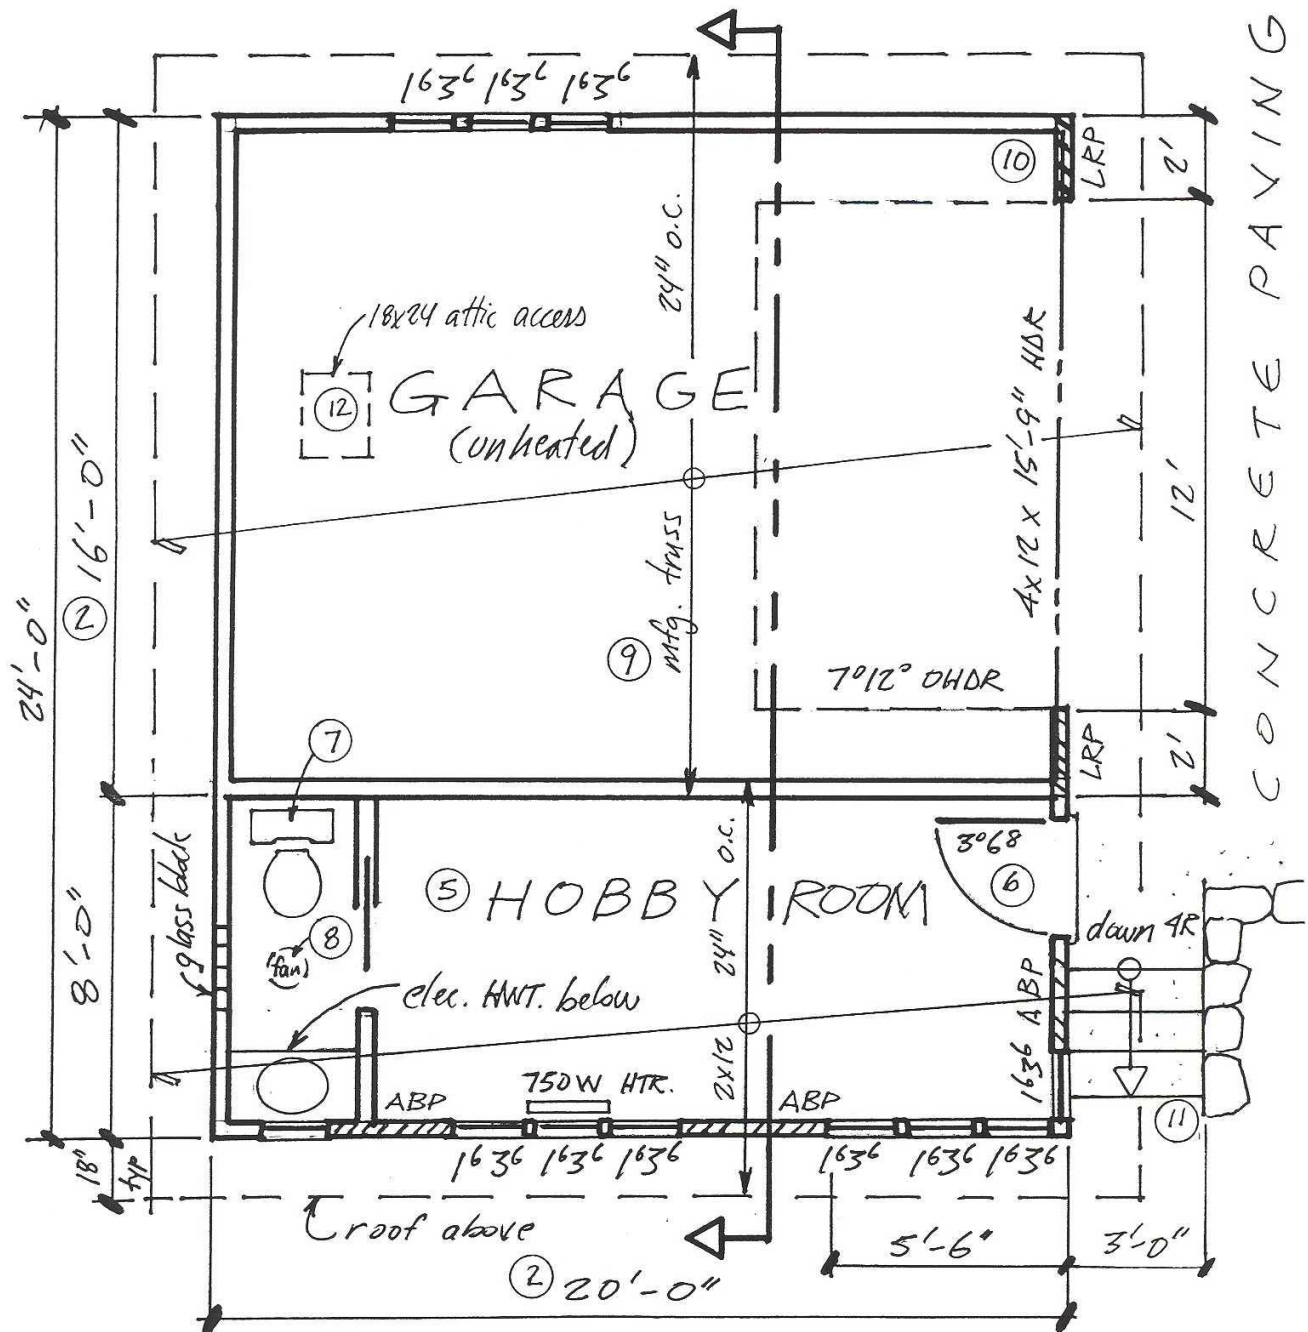 1⁶3⁶ 1⁶3⁶ 1⁶3⁶
CONCRETE PAVING
10
LRP
2'
24" o.c.
18x24 attic access
12
GARAGE
(unheated)
4x12 x 15'-9" HDR
12'
2 16'-0"
24'-0"
9
mfg. truss
7⁰12⁰ OHDR
LRP
2'
7
glass block
3⁰6⁸
5
HOBBY ROOM
6
24" o.c.
8
(fan)
down 4R
8'-0"
elec. HWT. below
2x12
ABP
1⁶3⁶
750W HTR.
ABP
ABP
11
1⁶3⁶ 1⁶3⁶ 1⁶3⁶
1⁶3⁶ 1⁶3⁶ 1⁶3⁶
18"
typ
roof above
5'-6"
3'-0"
2 20'-0"